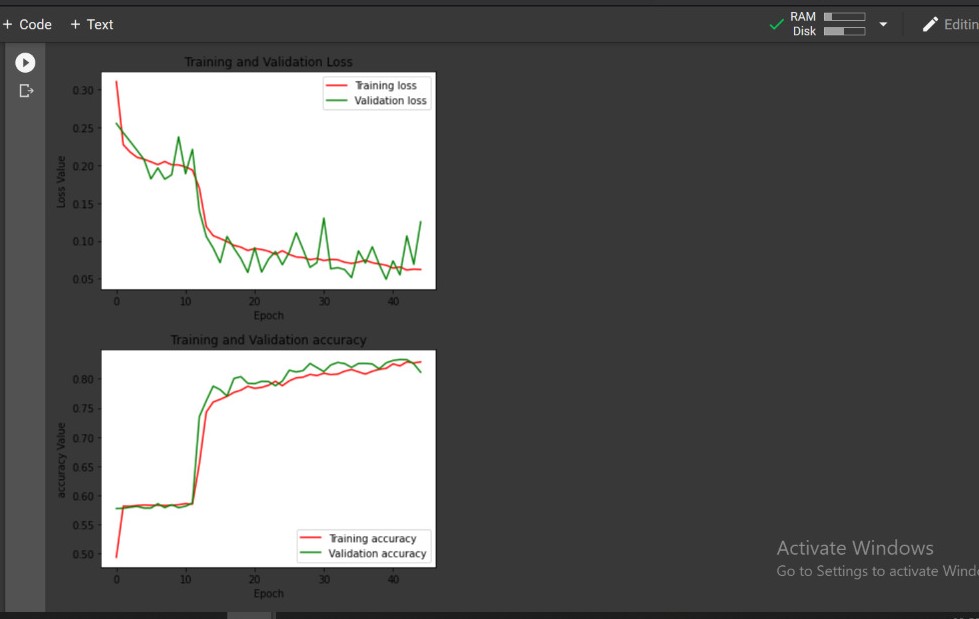 + Code + Text
RAM
Disk
Editin
Training and Validation Loss
Training loss
Validation loss
0.30
0.25
0.20
0.15
0.10
0.05
Loss Value
0 10 20 30 40
Epoch
Training and Validation accuracy
0.80
0.75
0.70
0.65
0.60
0.55
0.50
accuracy Value
Training accuracy
Validation accuracy
0 10 20 30 40
Epoch
Activate Windows
Go to Settings to activate Wind